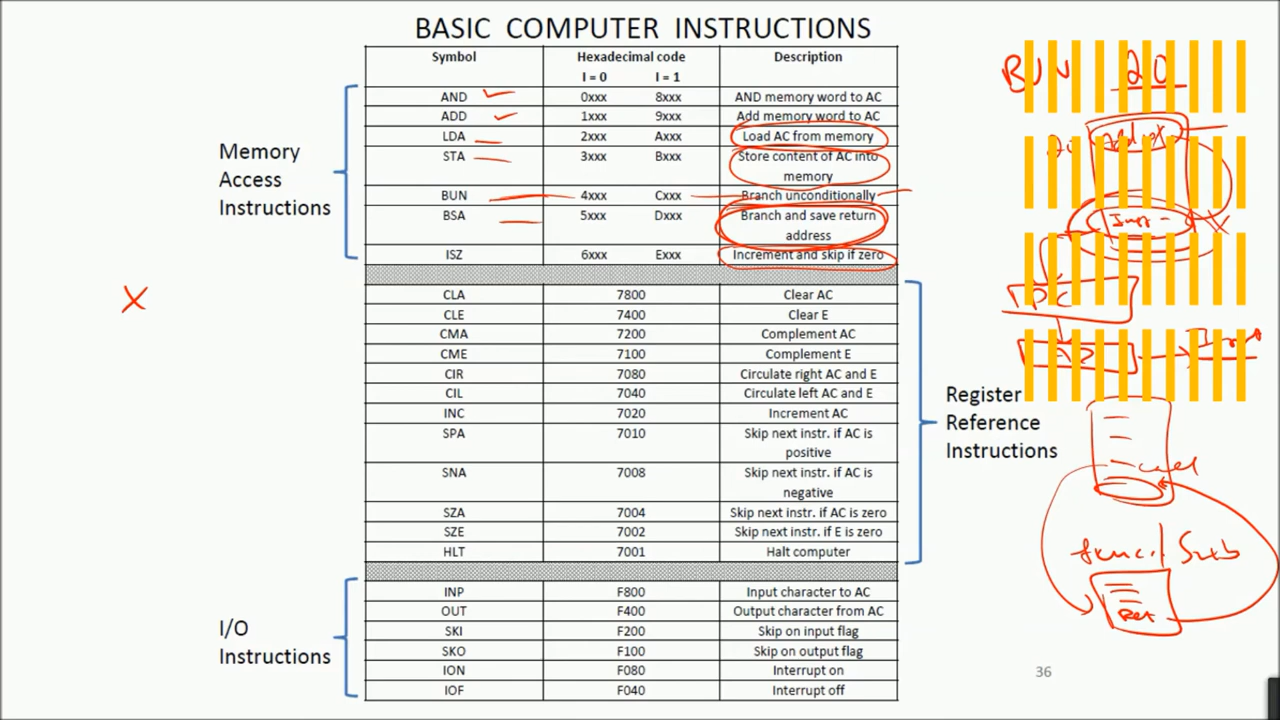 BASIC COMPUTER INSTRUCTIONS
Symbol Hexadecimal code Description
I = 0 I = 1
Memory Access Instructions
AND 0xxx 8xxx AND memory word to AC
ADD 1xxx 9xxx Add memory word to AC
LDA 2xxx Axxx Load AC from memory
STA 3xxx Bxxx Store content of AC into
memory
BUN 4xxx Cxxx Branch unconditionally
BSA 5xxx Dxxx Branch and save return
address
ISZ 6xxx Exxx Increment and skip if zero
Register
Reference
Instructions
CLA 7800 Clear AC
CLE 7400 Clear E
CMA 7200 Complement AC
CME 7100 Complement E
CIR 7080 Circulate right AC and E
CIL 7040 Circulate left AC and E
INC 7020 Increment AC
SPA 7010 Skip next instr. if AC is
positive
SNA 7008 Skip next instr. if AC is
negative
SZA 7004 Skip next instr. if AC is zero
SZE 7002 Skip next instr. if E is zero
HLT 7001 Halt computer
I/O
Instructions
INP F800 Input character to AC
OUT F400 Output character from AC
SKI F200 Skip on input flag
SKO F100 Skip on output flag
ION F080 Interrupt on
IOF F040 Interrupt off
36
BUN 20
PC
Ret